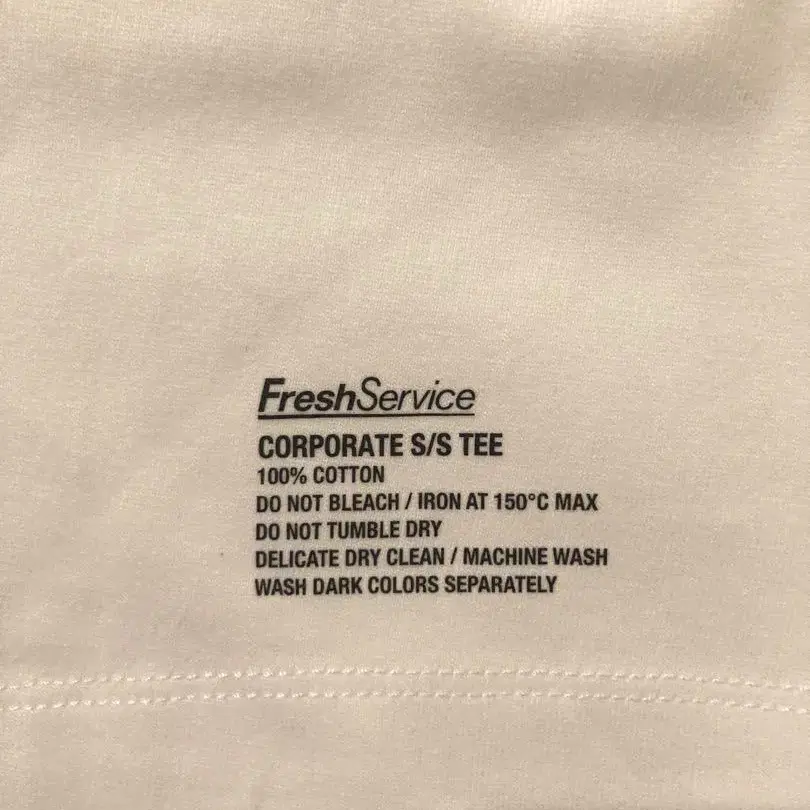 FreshService
CORPORATE S/S TEE
100% COTTON
DO NOT BLEACH / IRON AT 150°C MAX
DO NOT TUMBLE DRY
DELICATE DRY CLEAN / MACHINE WASH
WASH DARK COLORS SEPARATELY